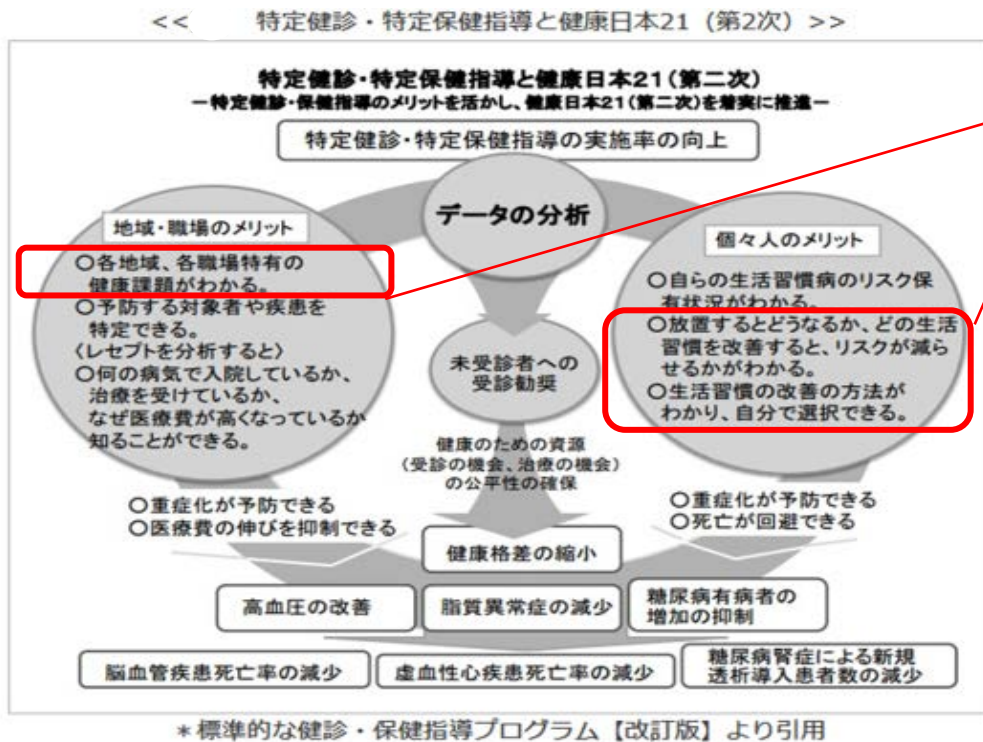 << 特定健診・特定保健指導と健康日本21（第2次）>>
特定健診・特定保健指導と健康日本21（第二次）
－特定健診・保健指導のメリットを活かし、健康日本21（第二次）を着実に推進－
特定健診・特定保健指導の実施率の向上
データの分析
地域・職場のメリット
○各地域、各職場特有の
健康課題がわかる。
○予防する対象者や疾患を
特定できる。
〈レセプトを分析すると〉
○何の病気で入院しているか、
治療を受けているか、
なぜ医療費が高くなっているか
知ることができる。
○重症化が予防できる
○医療費の伸びを抑制できる
未受診者への
受診勧奨
健康のための資源
（受診の機会、治療の機会）
の公平性の確保
個々人のメリット
○自らの生活習慣病のリスク保
有状況がわかる。
○放置するとどうなるか、どの生活
習慣を改善すると、リスクが減ら
せるかがわかる。
○生活習慣の改善の方法が
わかり、自分で選択できる。
○重症化が予防できる
○死亡が回避できる
健康格差の縮小
高血圧の改善
脂質異常症の減少
糖尿病有病者の
増加の抑制
脳血管疾患死亡率の減少
虚血性心疾患死亡率の減少
糖尿病腎症による新規
透析導入患者数の減少
＊標準的な健診・保健指導プログラム【改訂版】より引用